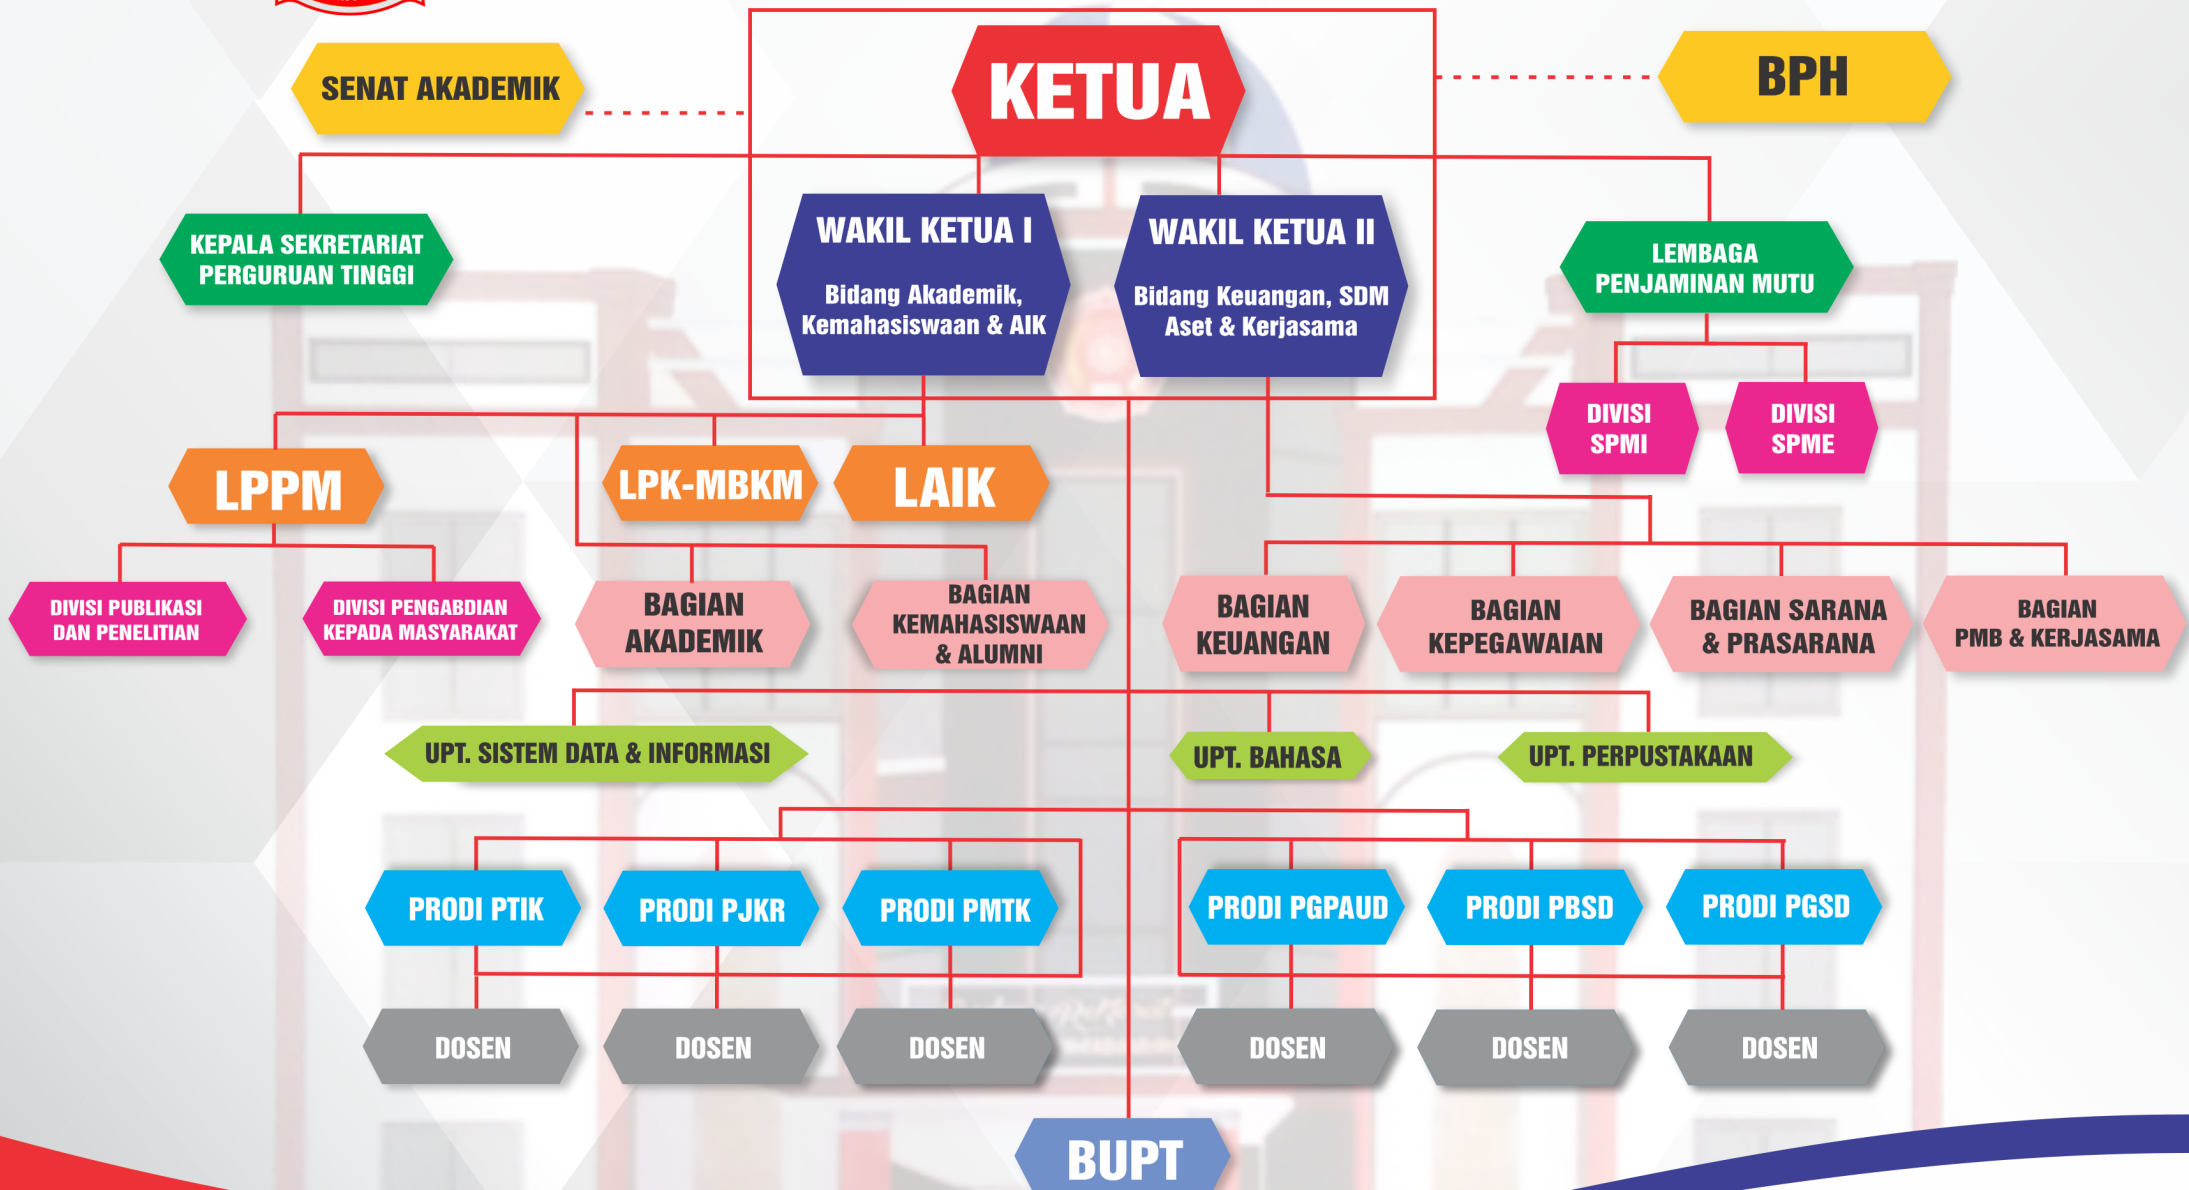 SENAT AKADEMIK
KETUA
BPH
KEPALA SEKRETARIAT
PERGURUAN TINGGI
WAKIL KETUA I
Bidang Akademik,
Kemahasiswaan & AIK
WAKIL KETUA II
Bidang Keuangan, SDM
Aset & Kerjasama
LEMBAGA
PENJAMINAN MUTU
DIVISI
SPMI
DIVISI
SPME
LPPM
LPK-MBKM
LAIK
DIVISI PUBLIKASI
DAN PENELITIAN
DIVISI PENGABDIAN
KEPADA MASYARAKAT
BAGIAN
AKADEMIK
BAGIAN
KEMAHASISWAAN
& ALUMNI
BAGIAN
KEUANGAN
BAGIAN
KEPEGAWAIAN
BAGIAN SARANA
& PRASARANA
BAGIAN
PMB & KERJASAMA
UPT. SISTEM DATA & INFORMASI
UPT. BAHASA
UPT. PERPUSTAKAAN
PRODI PTIK
PRODI PJKR
PRODI PMTK
PRODI PGPAUD
PRODI PBSD
PRODI PGSD
DOSEN
DOSEN
DOSEN
DOSEN
DOSEN
DOSEN
BUPT